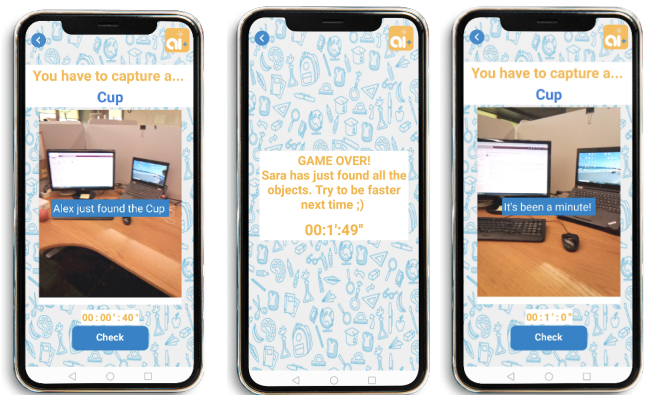 ai+
You have to capture a...
Cup
Alex just found the Cup
00:00':40"
Check
ai+
GAME OVER!
Sara has just found all the
objects. Try to be faster
next time ;)
00:1':49"
ai+
You have to capture a...
Cup
It's been a minute!
00:1':0"
Check